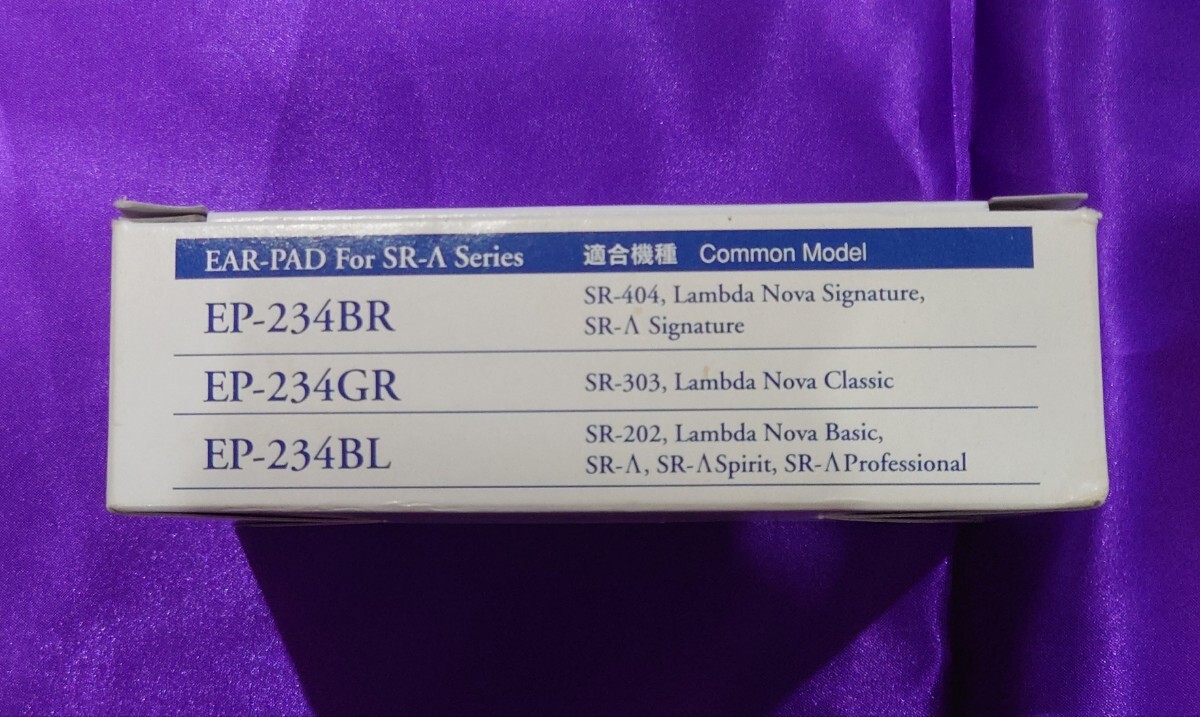 EAR-PAD For SR-Λ Series 適合機種 Common Model
EP-234BR
SR-404, Lambda Nova Signature,
SR-Λ Signature
EP-234GR
SR-303, Lambda Nova Classic
EP-234BL
SR-202, Lambda Nova Basic,
SR-Λ, SR-ΛSpirit, SR-ΛProfessional